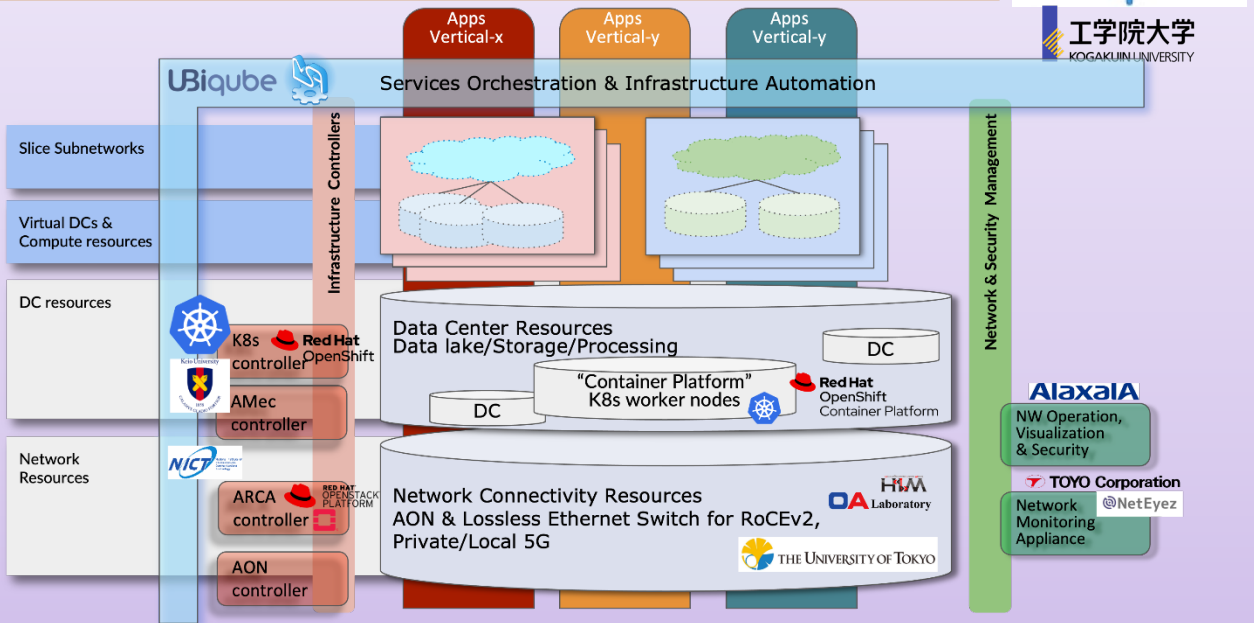 Apps
Vertical-x
Apps
Vertical-y
Apps
Vertical-y
工学院大学
KOGAKUIN UNIVERSITY
UBiqube
Services Orchestration & Infrastructure Automation
Infrastructure Controllers
Network & Security Management
Slice Subnetworks
Virtual DCs &
Compute resources
DC resources
K8s
controller
Red Hat
OpenShift
Keio University
AMec
controller
Data Center Resources
Data lake/Storage/Processing
DC
"Container Platform"
K8s worker nodes
DC
Red Hat
OpenShift
Container Platform
AlaxalA
NW Operation,
Visualization
& Security
Network
Resources
NICT
ARCA
controller
RED HAT
OPENSTACK
PLATFORM
AON
controller
Network Connectivity Resources
AON & Lossless Ethernet Switch for RoCEv2,
Private/Local 5G
OA Laboratory
THE UNIVERSITY OF TOKYO
TOYO Corporation
@NetEyez
Network
Monitoring
Appliance